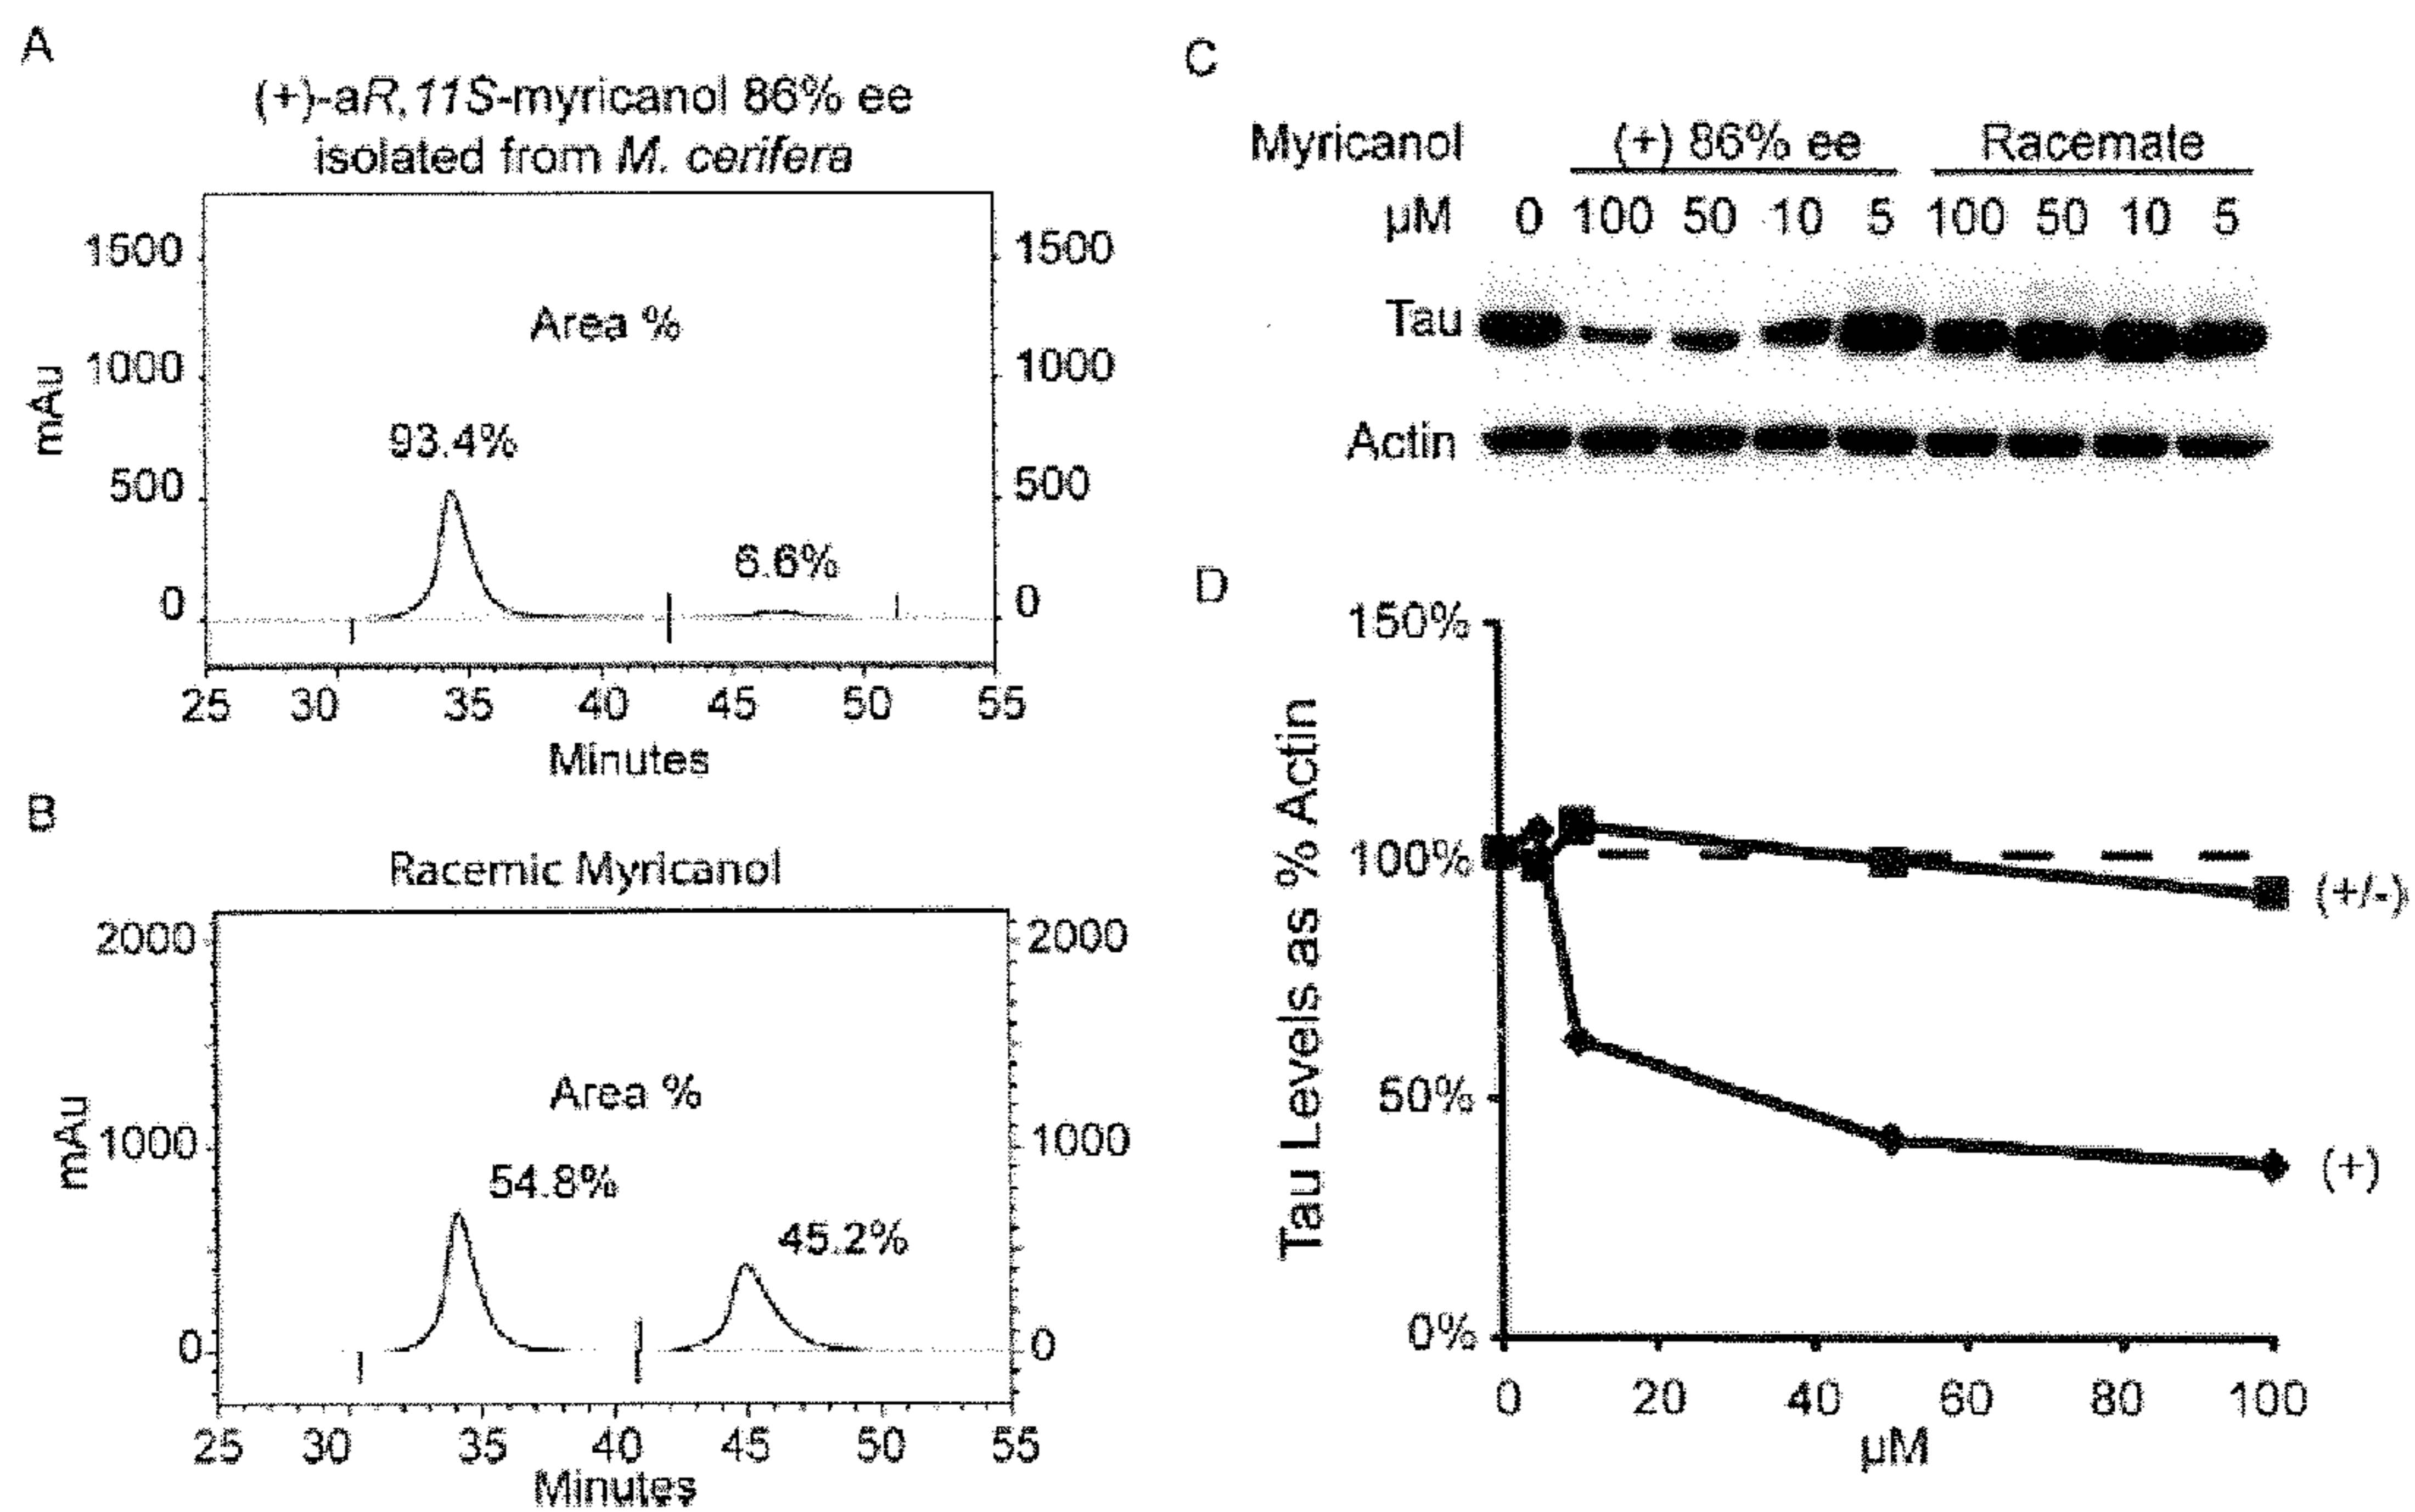 A
(+)-aR,11S-myricanol 86% ee
isolated from M. cerifera
1500
1000
500
0
1500
1000
500
0
mAu
Area %
93.4%
6.6%
25 30 35 40 45 50 55
Minutes
B
Racemic Myricanol
2000
1000
0
2000
1000
0
mAu
Area %
54.8%
45.2%
25 30 35 40 45 50 55
Minutes
C
Myricanol (+) 86% ee Racemate
µM 0 100 50 10 5 100 50 10 5
Tau
Actin
D
150%
100%
50%
0%
Tau Levels as % Actin
(+/-)
(+)
0 20 40 60 80 100
µM